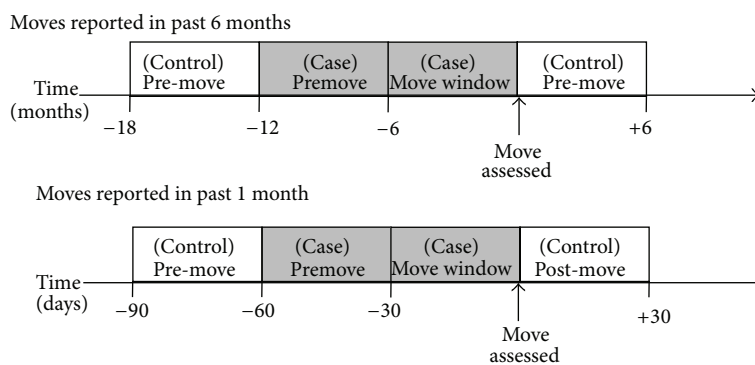 Moves reported in past 6 months
(Control) (Case) (Case) (Control)
Pre-move Premove Move window Pre-move
Time
(months)
−18 −12 −6 +6
Move
assessed
Moves reported in past 1 month
(Control) (Case) (Case) (Control)
Pre-move Premove Move window Post-move
Time
(days)
−90 −60 −30 +30
Move
assessed